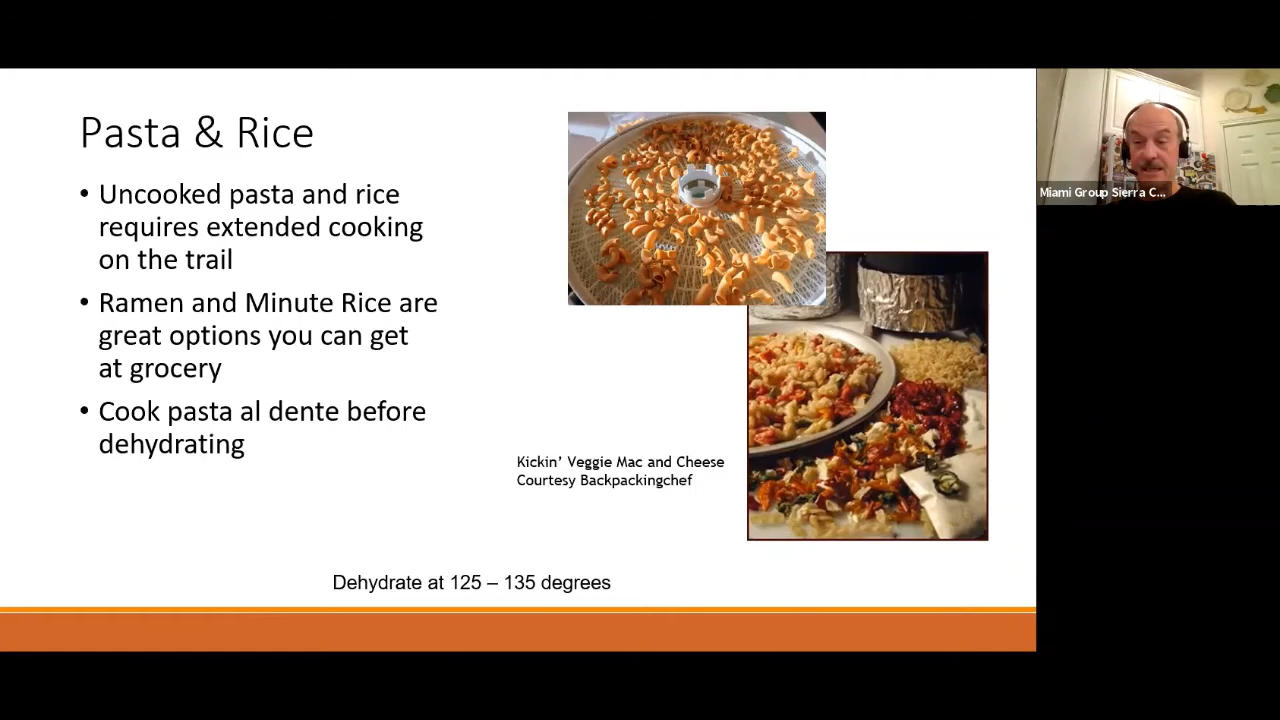 Pasta & Rice
• Uncooked pasta and rice
requires extended cooking
on the trail
• Ramen and Minute Rice are
great options you can get
at grocery
• Cook pasta al dente before
dehydrating
Kickin’ Veggie Mac and Cheese
Courtesy Backpackingchef
Dehydrate at 125 – 135 degrees
Miami Group Sierra C...